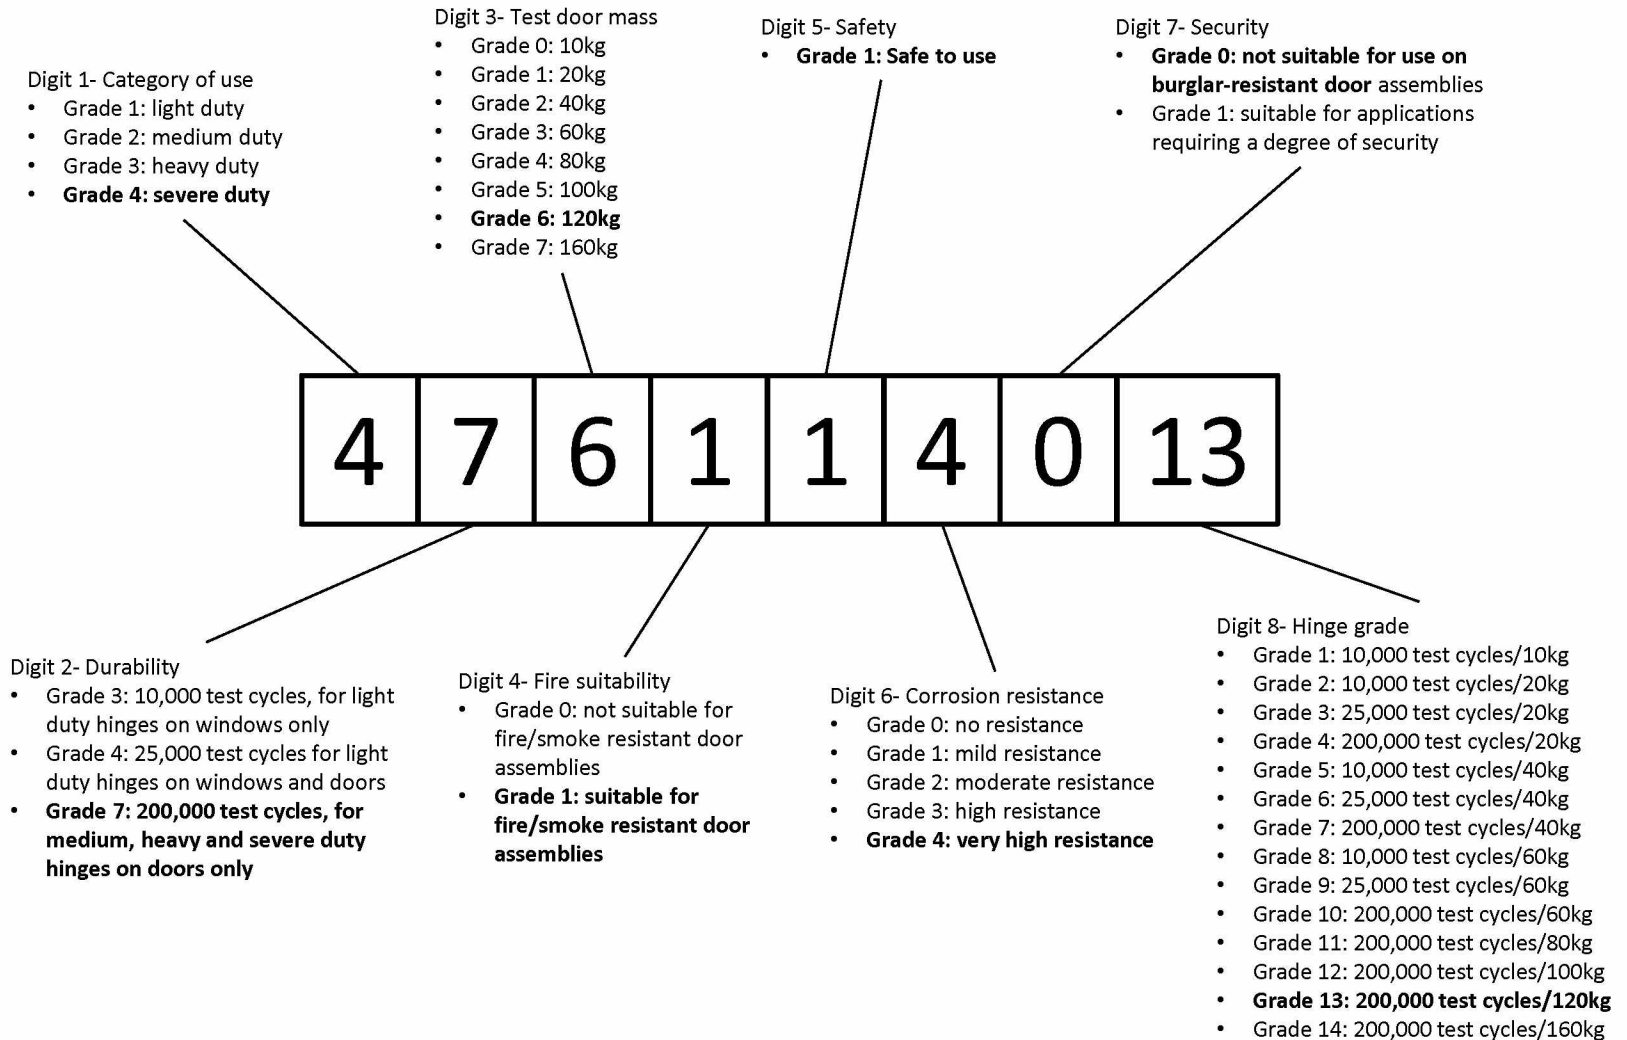 Digit 1- Category of use
• Grade 1: light duty
• Grade 2: medium duty
• Grade 3: heavy duty
• Grade 4: severe duty
Digit 3- Test door mass
• Grade 0: 10kg
• Grade 1: 20kg
• Grade 2: 40kg
• Grade 3: 60kg
• Grade 4: 80kg
• Grade 5: 100kg
• Grade 6: 120kg
• Grade 7: 160kg
Digit 5- Safety
• Grade 1: Safe to use
Digit 7- Security
• Grade 0: not suitable for use on
burglar-resistant door assemblies
• Grade 1: suitable for applications
requiring a degree of security
4 7 6 1 1 4 0 13
Digit 2- Durability
• Grade 3: 10,000 test cycles, for light
duty hinges on windows only
• Grade 4: 25,000 test cycles for light
duty hinges on windows and doors
• Grade 7: 200,000 test cycles, for
medium, heavy and severe duty
hinges on doors only
Digit 4- Fire suitability
• Grade 0: not suitable for
fire/smoke resistant door
assemblies
• Grade 1: suitable for
fire/smoke resistant door
assemblies
Digit 6- Corrosion resistance
• Grade 0: no resistance
• Grade 1: mild resistance
• Grade 2: moderate resistance
• Grade 3: high resistance
• Grade 4: very high resistance
Digit 8- Hinge grade
• Grade 1: 10,000 test cycles/10kg
• Grade 2: 10,000 test cycles/20kg
• Grade 3: 25,000 test cycles/20kg
• Grade 4: 200,000 test cycles/20kg
• Grade 5: 10,000 test cycles/40kg
• Grade 6: 25,000 test cycles/40kg
• Grade 7: 200,000 test cycles/40kg
• Grade 8: 10,000 test cycles/60kg
• Grade 9: 25,000 test cycles/60kg
• Grade 10: 200,000 test cycles/60kg
• Grade 11: 200,000 test cycles/80kg
• Grade 12: 200,000 test cycles/100kg
• Grade 13: 200,000 test cycles/120kg
• Grade 14: 200,000 test cycles/160kg